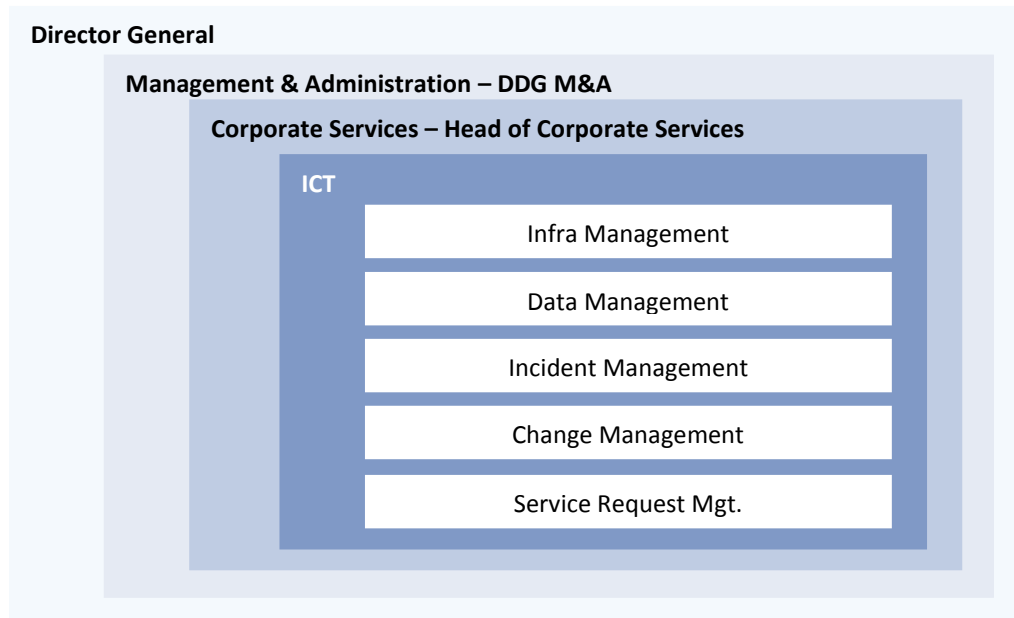 Director General
Management & Administration – DDG M&A
Corporate Services – Head of Corporate Services
ICT
Infra Management
Data Management
Incident Management
Change Management
Service Request Mgt.